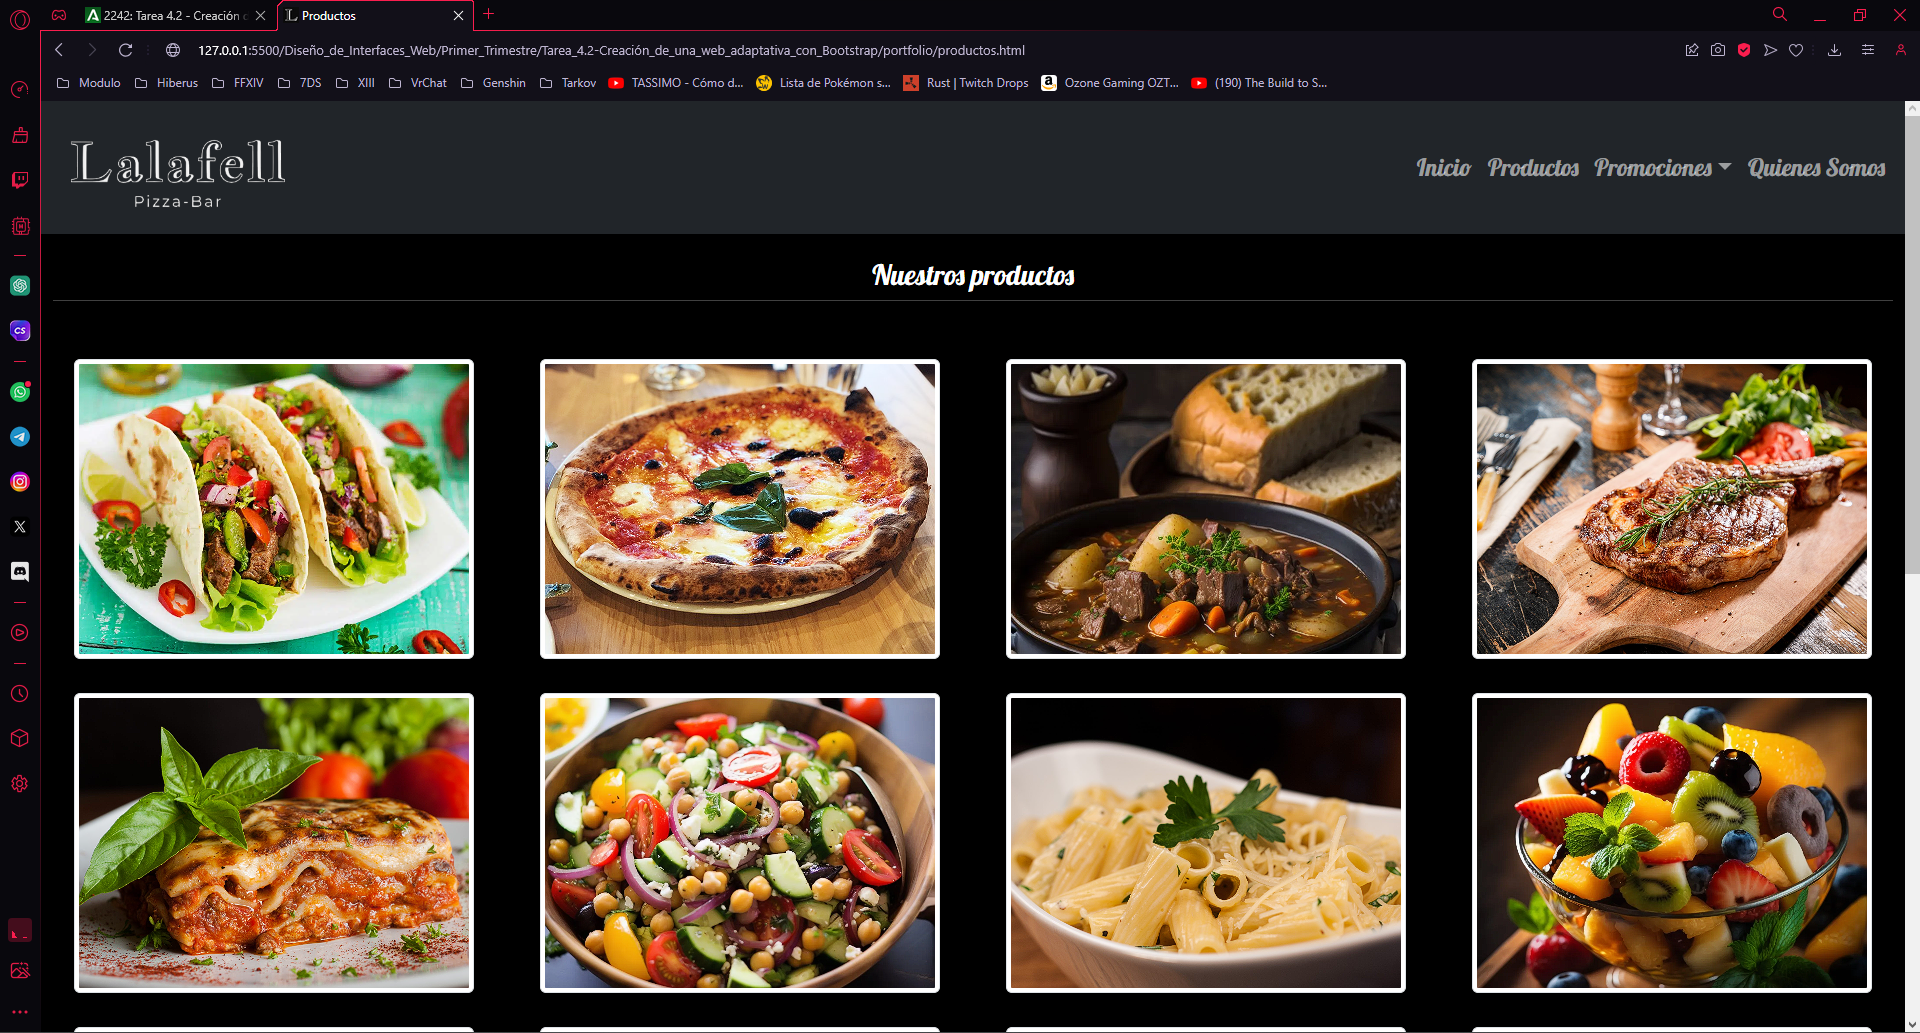 2242: Tarea 4.2 - Creación d
Productos
127.0.0.1:5500/Diseño_de_Interfaces_Web/Primer_Trimestre/Tarea_4.2-Creación_de_una_web_adaptativa_con_Bootstrap/portfolio/productos.html
Modulo Hiberus FFXIV 7DS XIII VrChat Genshin Tarkov TASSIMO - Cómo d... Lista de Pokémon s... Rust | Twitch Drops Ozone Gaming OZT... (190) The Build to S...
Lalafell
Pizza-Bar
Inicio Productos Promociones Quienes Somos
Nuestros productos